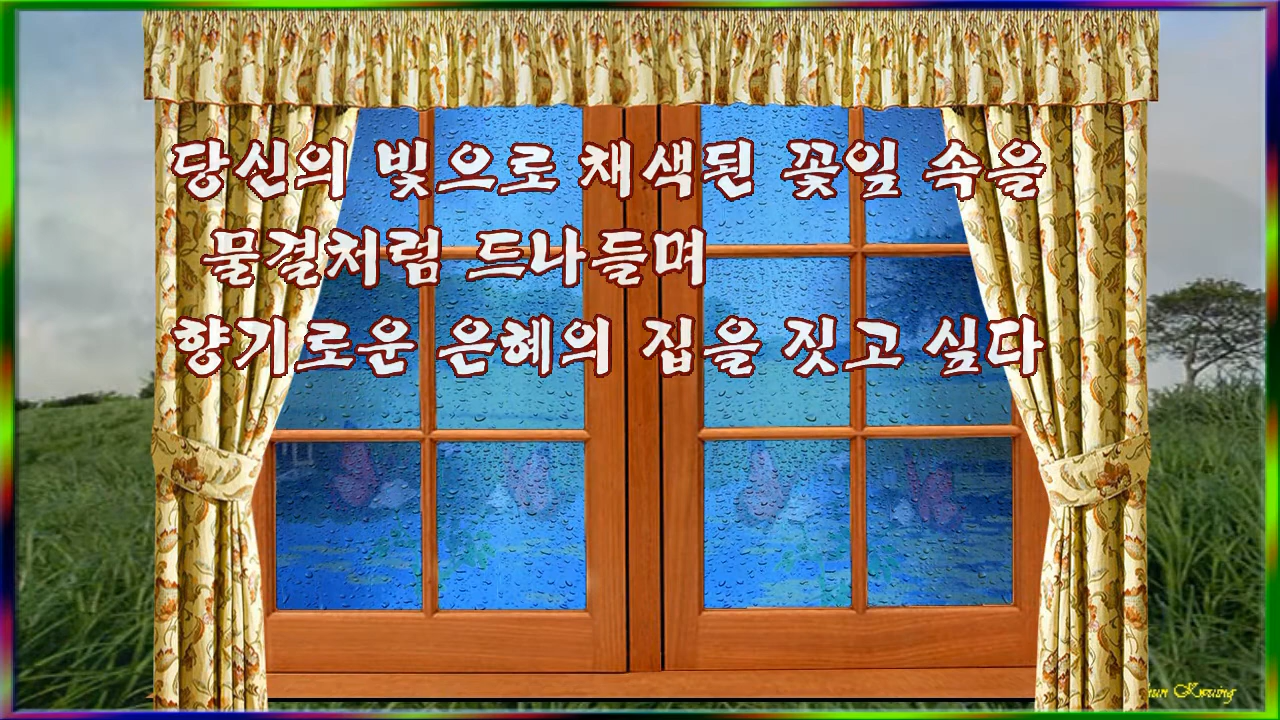 당신의 빛으로 채색된 꽃잎 속을
물결처럼 드나들며
향기로운 은혜의 집을 짓고 싶다